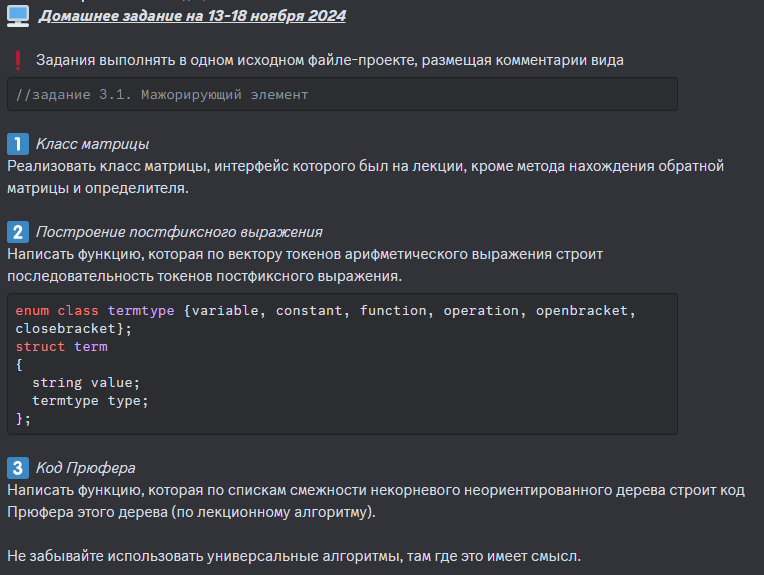 Домашнее задание на 13-18 ноября 2024
Задания выполнять в одном исходном файле-проекте, размещая комментарии вида
//задание 3.1. Мажорирующий элемент
1 Класс матрицы
Реализовать класс матрицы, интерфейс которого был на лекции, кроме метода нахождения обратной
матрицы и определителя.
2 Построение постфиксного выражения
Написать функцию, которая по вектору токенов арифметического выражения строит
последовательность токенов постфиксного выражения.
enum class termtype {variable, constant, function, operation, openbracket,
closebracket};
struct term
{
  string value;
  termtype type;
};
3 Код Прюфера
Написать функцию, которая по спискам смежности некорневого неориентированного дерева строит код
Прюфера этого дерева (по лекционному алгоритму).
Не забывайте использовать универсальные алгоритмы, там где это имеет смысл.